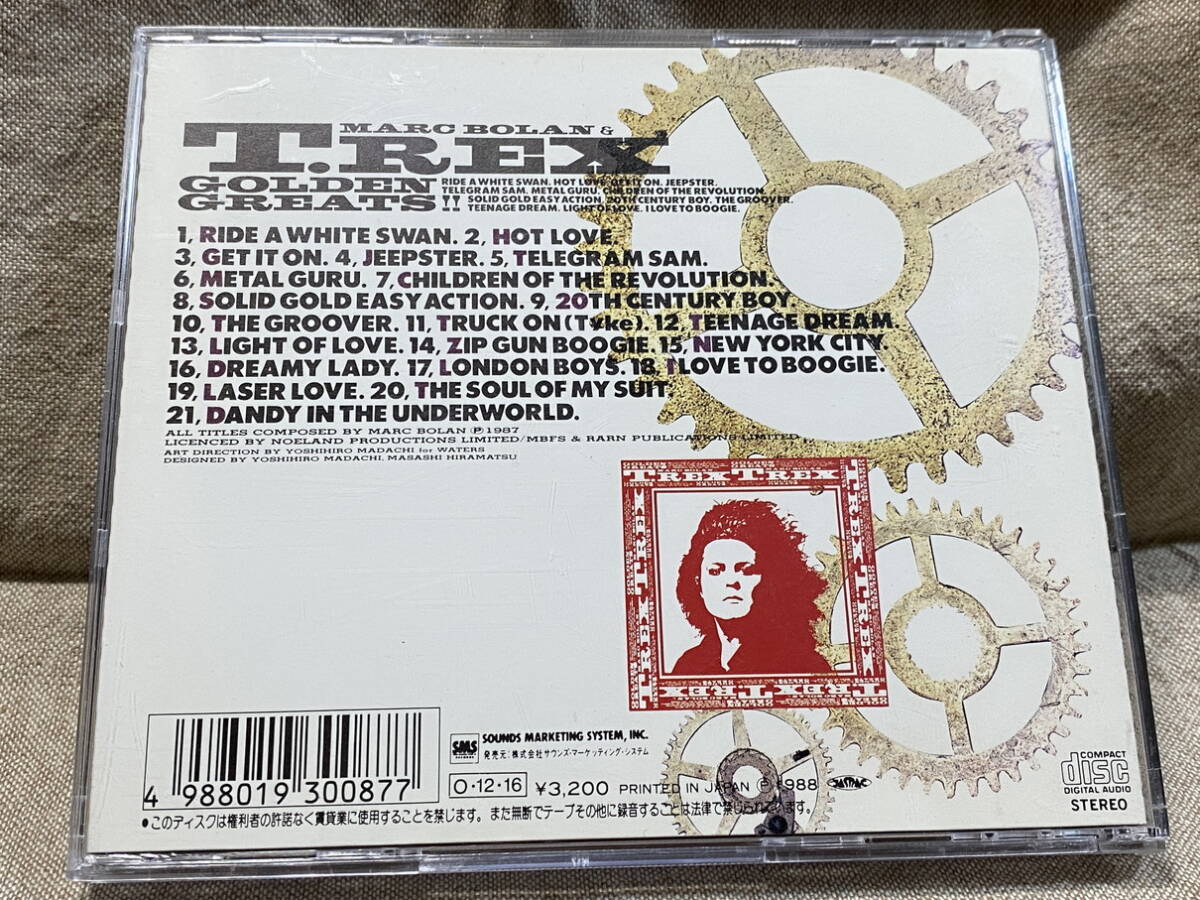 MARC BOLAN &
T.REX
GOLDEN GREATS!!
RIDE A WHITE SWAN. HOT LOVE. GET IT ON. JEEPSTER.
TELEGRAM SAM. METAL GURU. CHILDREN OF THE REVOLUTION.
SOLID GOLD EASY ACTION. 20TH CENTURY BOY. THE GROOVER.
TEENAGE DREAM. LIGHT OF LOVE. I LOVE TO BOOGIE.
1, RIDE A WHITE SWAN. 2, HOT LOVE.
3, GET IT ON. 4, JEEPSTER. 5, TELEGRAM SAM.
6, METAL GURU. 7, CHILDREN OF THE REVOLUTION.
8, SOLID GOLD EASY ACTION. 9, 20TH CENTURY BOY.
10, THE GROOVER. 11, TRUCK ON (Tyke). 12, TEENAGE DREAM.
13, LIGHT OF LOVE. 14, ZIP GUN BOOGIE. 15, NEW YORK CITY.
16, DREAMY LADY. 17, LONDON BOYS. 18, I LOVE TO BOOGIE.
19, LASER LOVE. 20, THE SOUL OF MY SUIT.
21, DANDY IN THE UNDERWORLD.
ALL TITLES COMPOSED BY MARC BOLAN Ⓟ1987
LICENCED BY NOELAND PRODUCTIONS LIMITED/MBFS & RARN PUBLICATIONS LIMITED
ART DIRECTION BY YOSHIHIRO MADACHI for WATERS
DESIGNED BY YOSHIHIRO MADACHI, MASASHI HIRAMATSU
T.REX T.REX
T.REX T.REX
T.REX T.REX
T.REX T.REX
SMS
SOUNDS MARKETING SYSTEM, INC.
発売元:株式会社サウンズ・マーケッティング・システム
O・12・16 ¥3,200 PRINTED IN JAPAN Ⓟ1988
4 988019 300877
COMPACT
disc
DIGITAL AUDIO
STEREO
●このディスクは権利者の許諾なく賃貸業に使用することを禁じます。また無断でテープその他に録音することは法律で禁じられています。